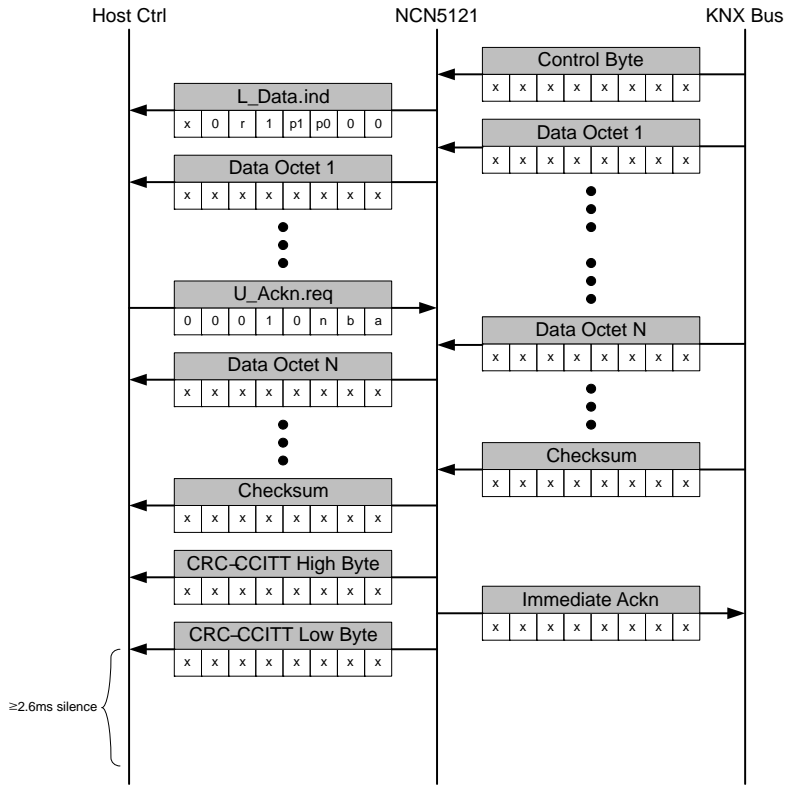 Host Ctrl NCN5121 KNX Bus
Control Byte
x x x x x x x x
L_Data.ind
x 0 r 1 p1 p0 0 0
Data Octet 1
x x x x x x x x
Data Octet 1
x x x x x x x x
U_Ackn.req
0 0 0 1 0 n b a
Data Octet N
x x x x x x x x
Data Octet N
x x x x x x x x
Checksum
x x x x x x x x
Checksum
x x x x x x x x
CRC–CCITT High Byte
x x x x x x x x
Immediate Ackn
x x x x x x x x
CRC–CCITT Low Byte
x x x x x x x x
≥2.6ms silence